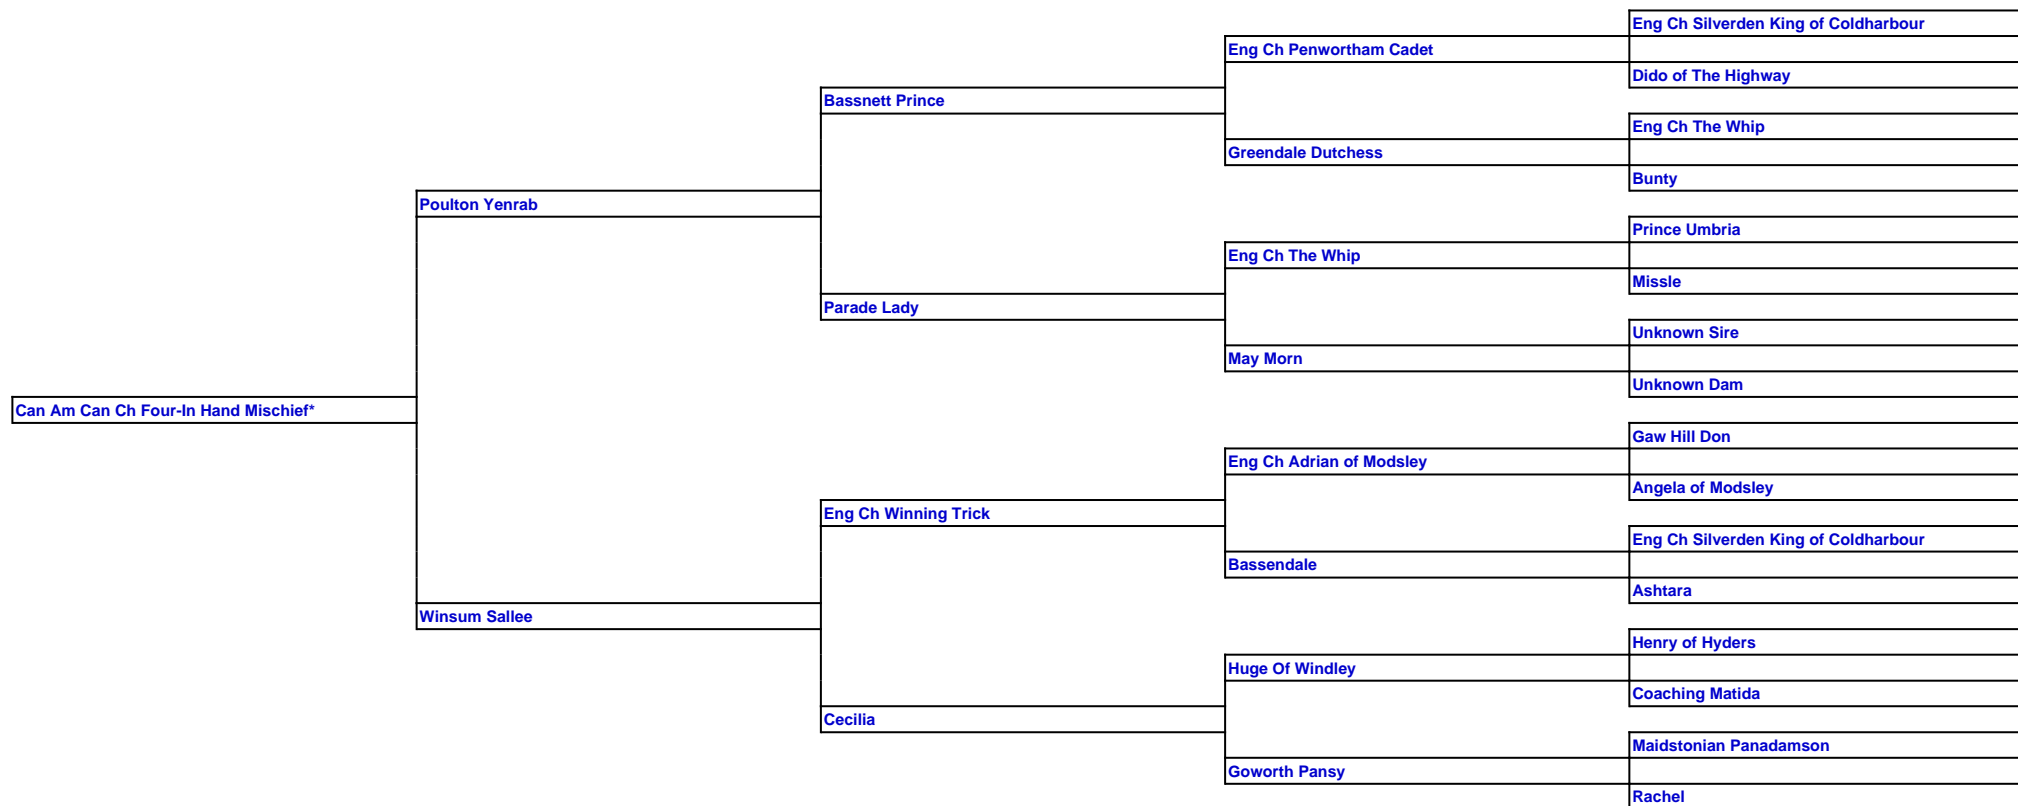 Eng Ch Silverden King of Coldharbour
Eng Ch Penwortham Cadet
Dido of The Highway
Bassnett Prince
Eng Ch The Whip
Greendale Dutchess
Bunty
Poulton Yenrab
Prince Umbria
Eng Ch The Whip
Missle
Parade Lady
Unknown Sire
May Morn
Unknown Dam
Can Am Can Ch Four-In Hand Mischief*
Gaw Hill Don
Eng Ch Adrian of Modsley
Angela of Modsley
Eng Ch Winning Trick
Eng Ch Silverden King of Coldharbour
Bassendale
Ashtara
Winsum Sallee
Henry of Hyders
Huge Of Windley
Coaching Matida
Cecilia
Maidstonian Panadamson
Goworth Pansy
Rachel